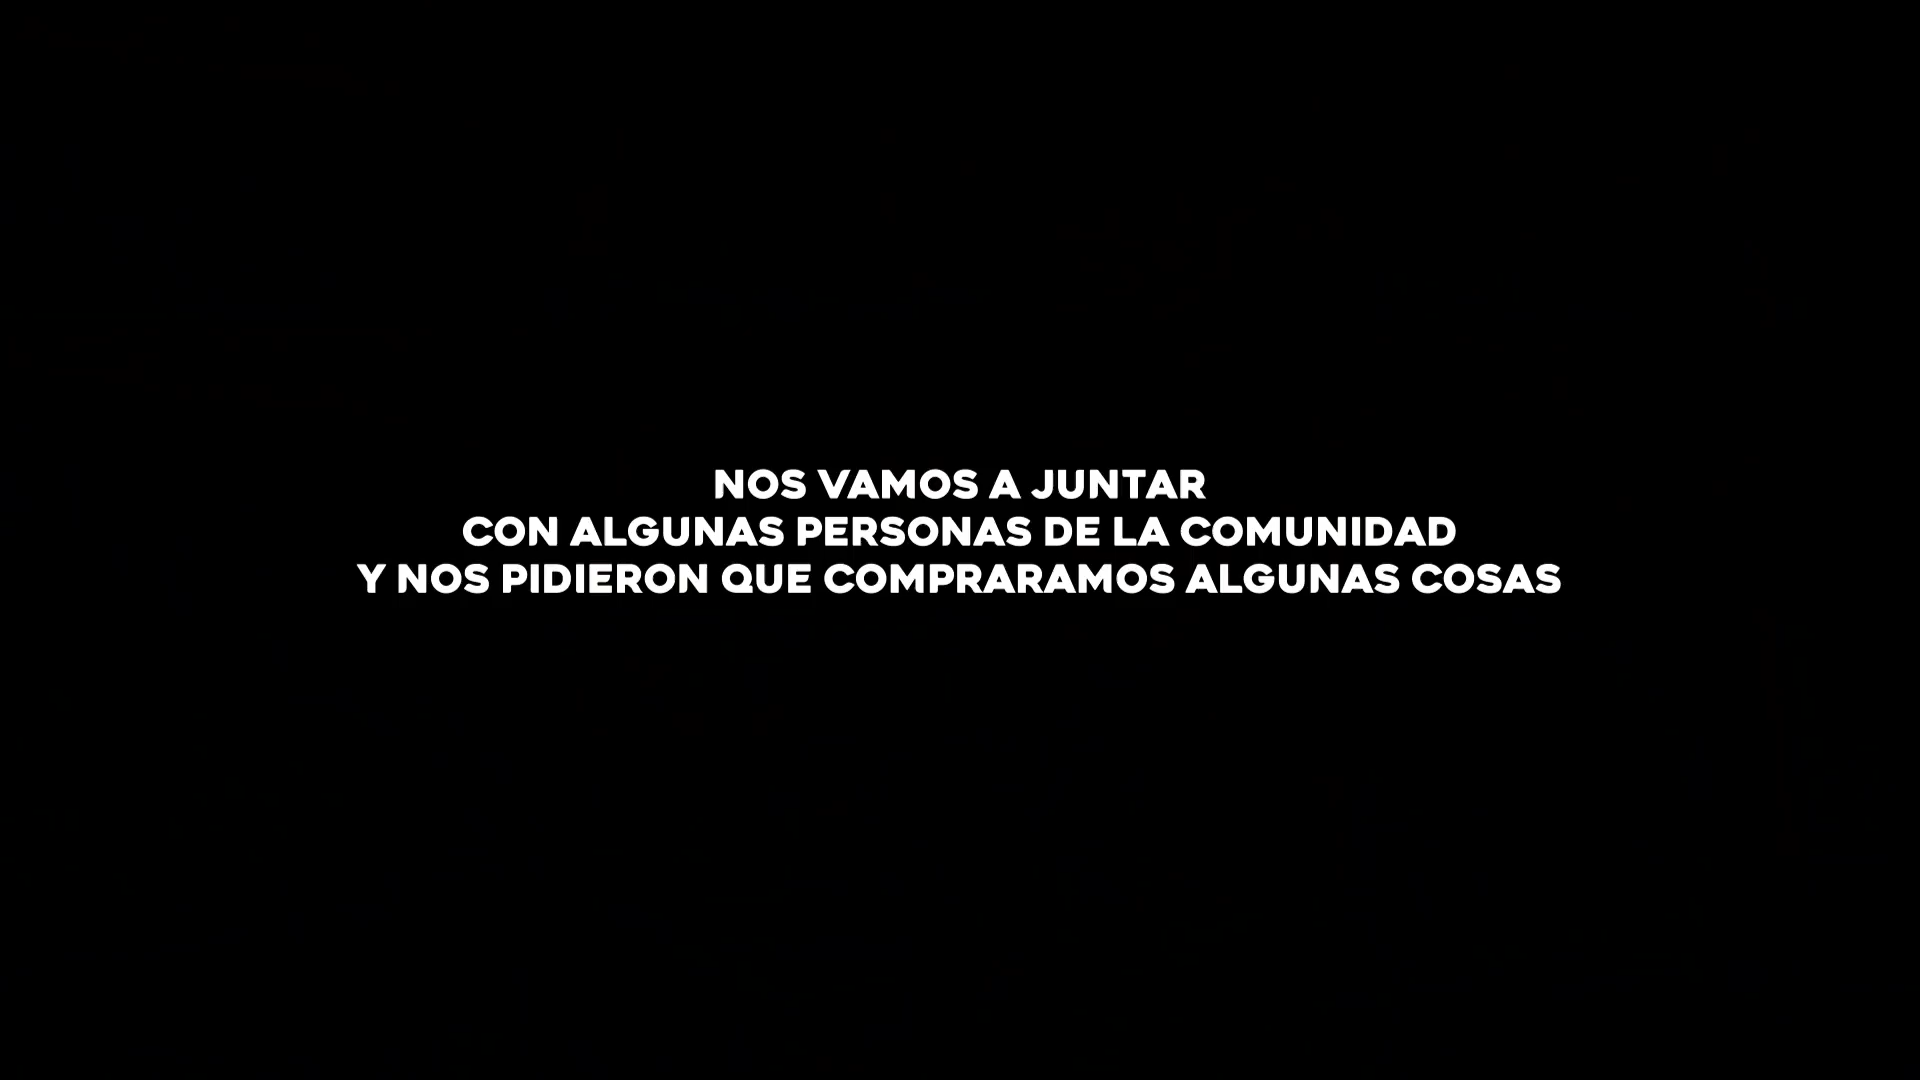 NOS VAMOS A JUNTAR
CON ALGUNAS PERSONAS DE LA COMUNIDAD
Y NOS PIDIERON QUE COMPRARAMOS ALGUNAS COSAS